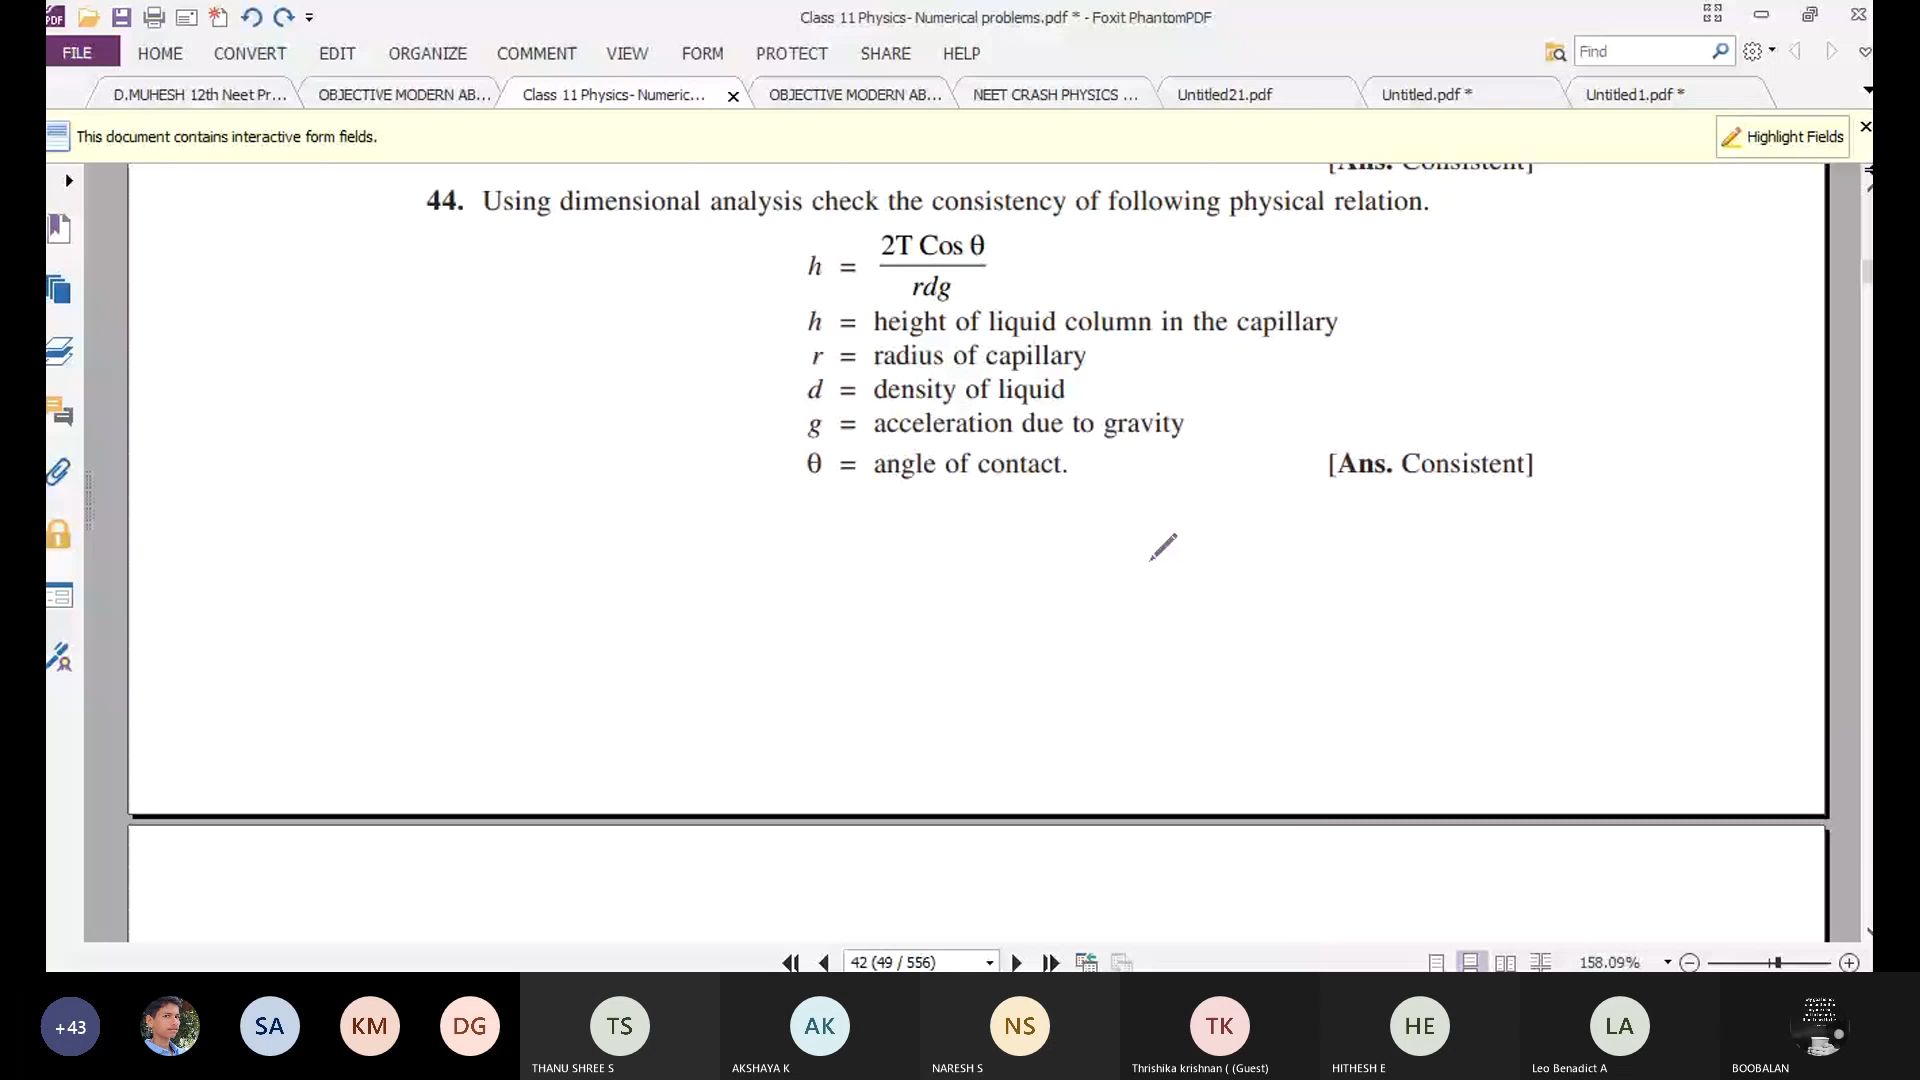 PDF
Class 11 Physics- Numerical problems.pdf * - Foxit PhantomPDF
FILE HOME CONVERT EDIT ORGANIZE COMMENT VIEW FORM PROTECT SHARE HELP Find
D.MUHESH 12th Neet Pr... OBJECTIVE MODERN AB... Class 11 Physics- Numeric... OBJECTIVE MODERN AB... NEET CRASH PHYSICS ... Untitled21.pdf Untitled.pdf * Untitled1.pdf *
This document contains interactive form fields. Highlight Fields
[Ans. Consistent]
44. Using dimensional analysis check the consistency of following physical relation.
h = 2T Cos θ / rdg
h = height of liquid column in the capillary
r = radius of capillary
d = density of liquid
g = acceleration due to gravity
θ = angle of contact. [Ans. Consistent]
42 (49 / 556) 158.09%
+43 SA KM DG TS AK NS TK HE LA
THANU SHREE S AKSHAYA K NARESH S Thrishika krishnan ( (Guest) HITHESH E Leo Benadict A BOOBALAN